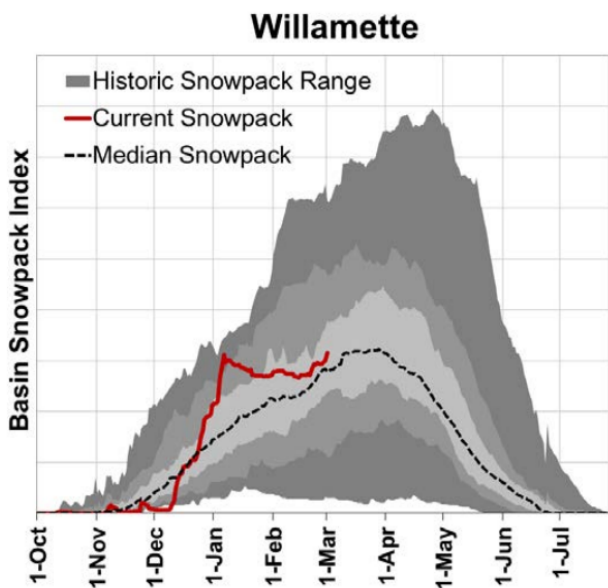 Willamette
Historic Snowpack Range
Current Snowpack
Median Snowpack
Basin Snowpack Index
1-Oct
1-Nov
1-Dec
1-Jan
1-Feb
1-Mar
1-Apr
1-May
1-Jun
1-Jul